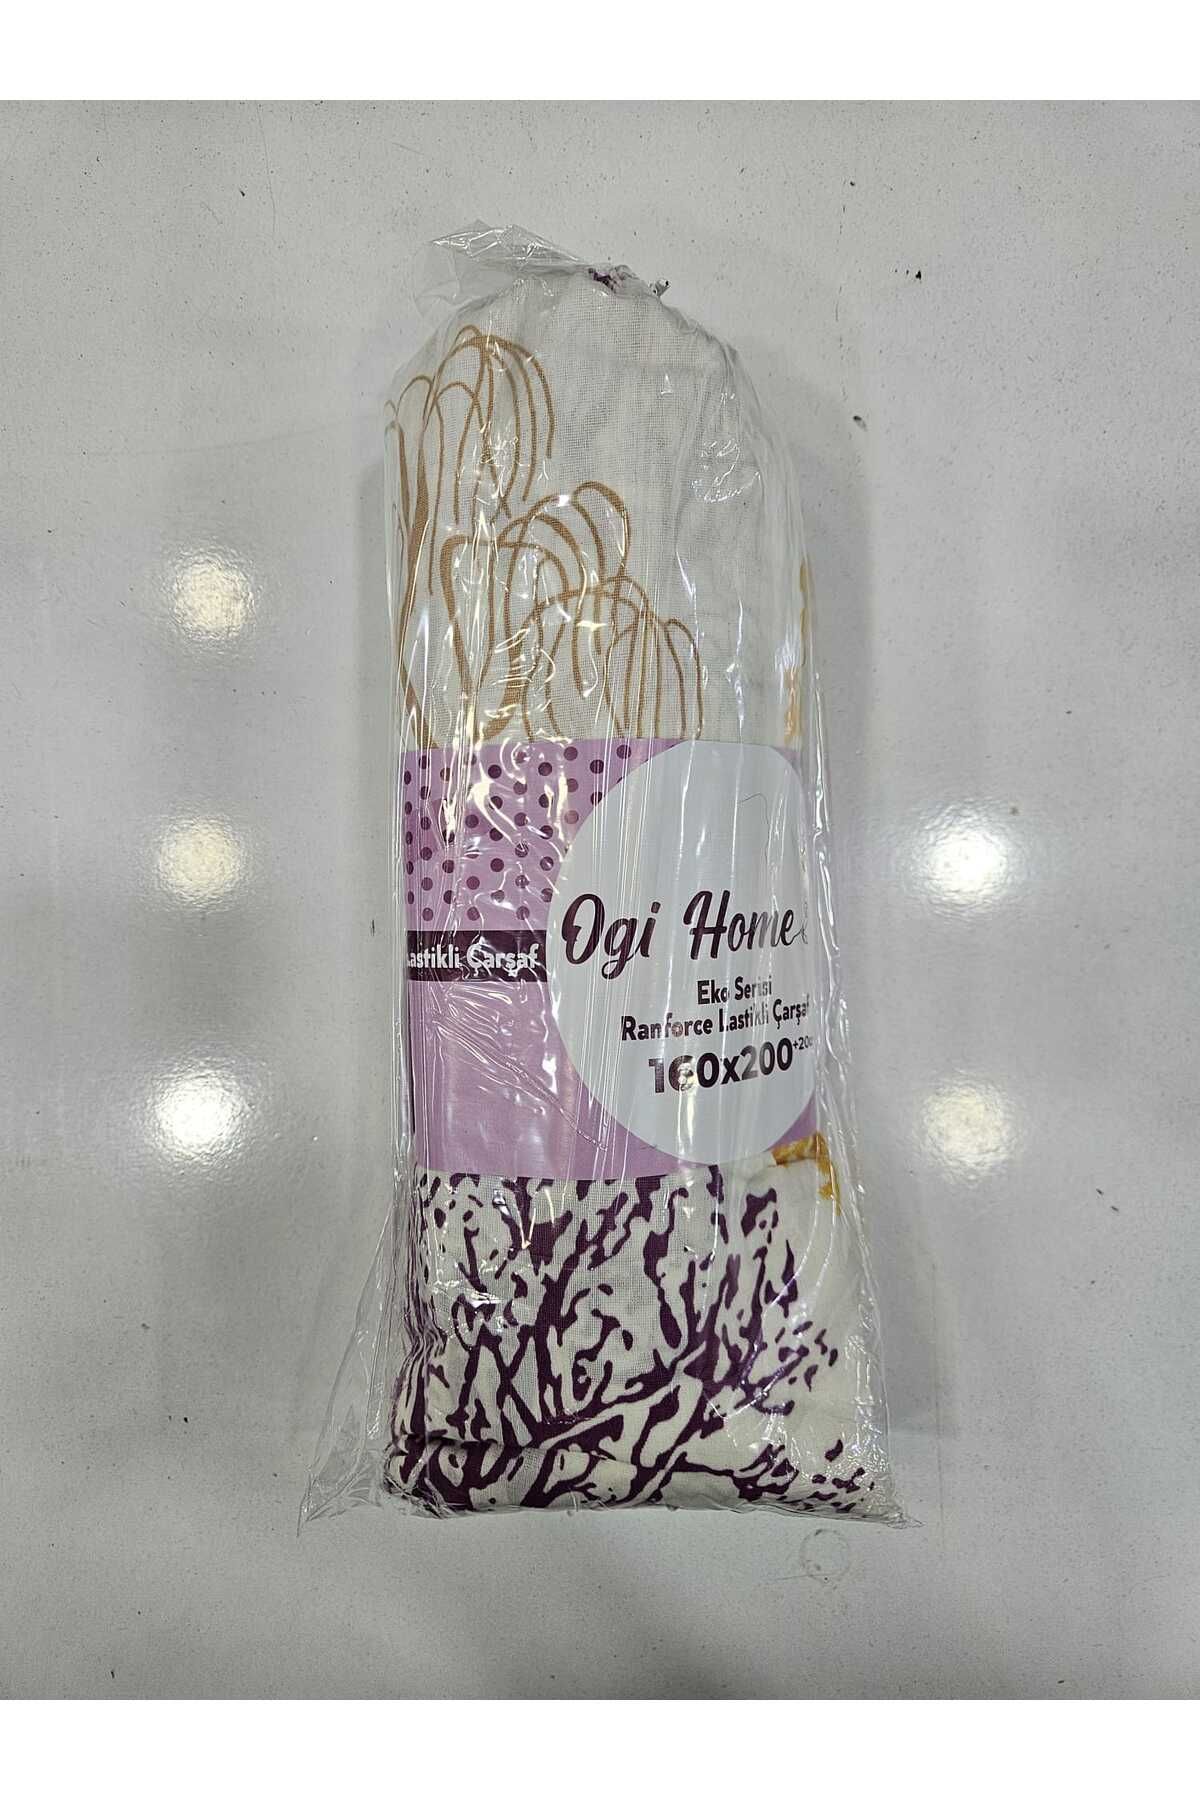 Ogi Home
Lastikli Çarşaf
Eko Serisi
Ranforce Lastikli Çarşaf
160x200